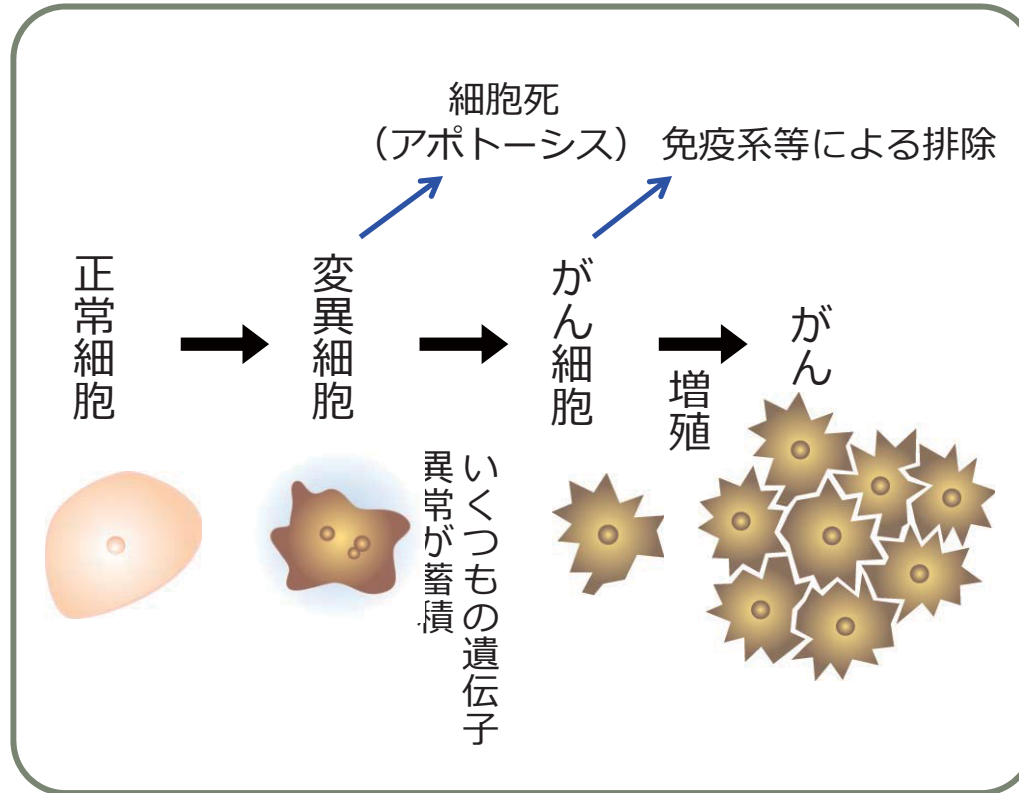 細胞死
（アポトーシス）
免疫系等による排除
正常細胞
変異細胞
いくつもの遺伝子
異常が蓄積
がん細胞
増殖
がん